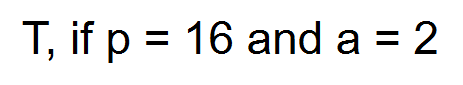 T, if p = 16 and a = 2